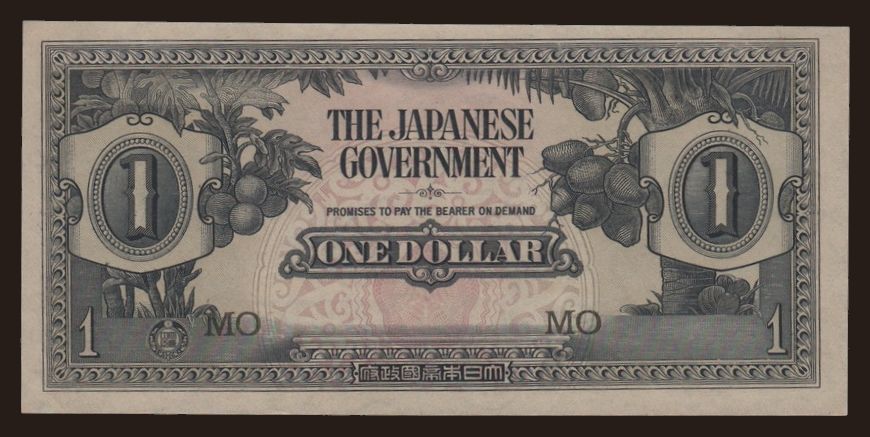 THE JAPANESE
GOVERNMENT
1
1
PROMISES TO PAY THE BEARER ON DEMAND
ONE DOLLAR
1
MO
MO
1
府政國帝本日大